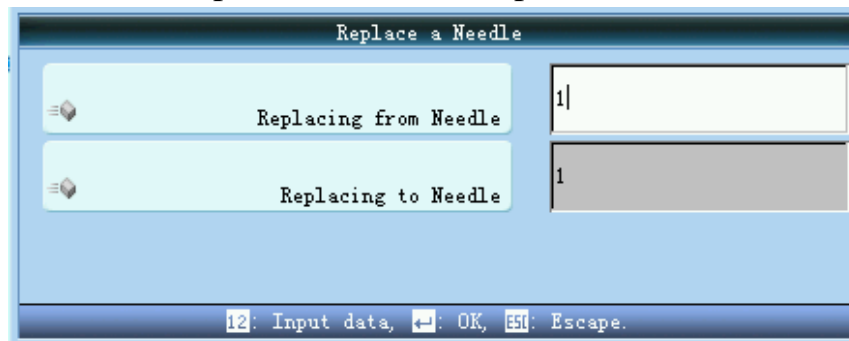 Replace a Needle
Replacing from Needle 1
Replacing to Needle 1
12: Input data, ↵: OK, ESC: Escape.